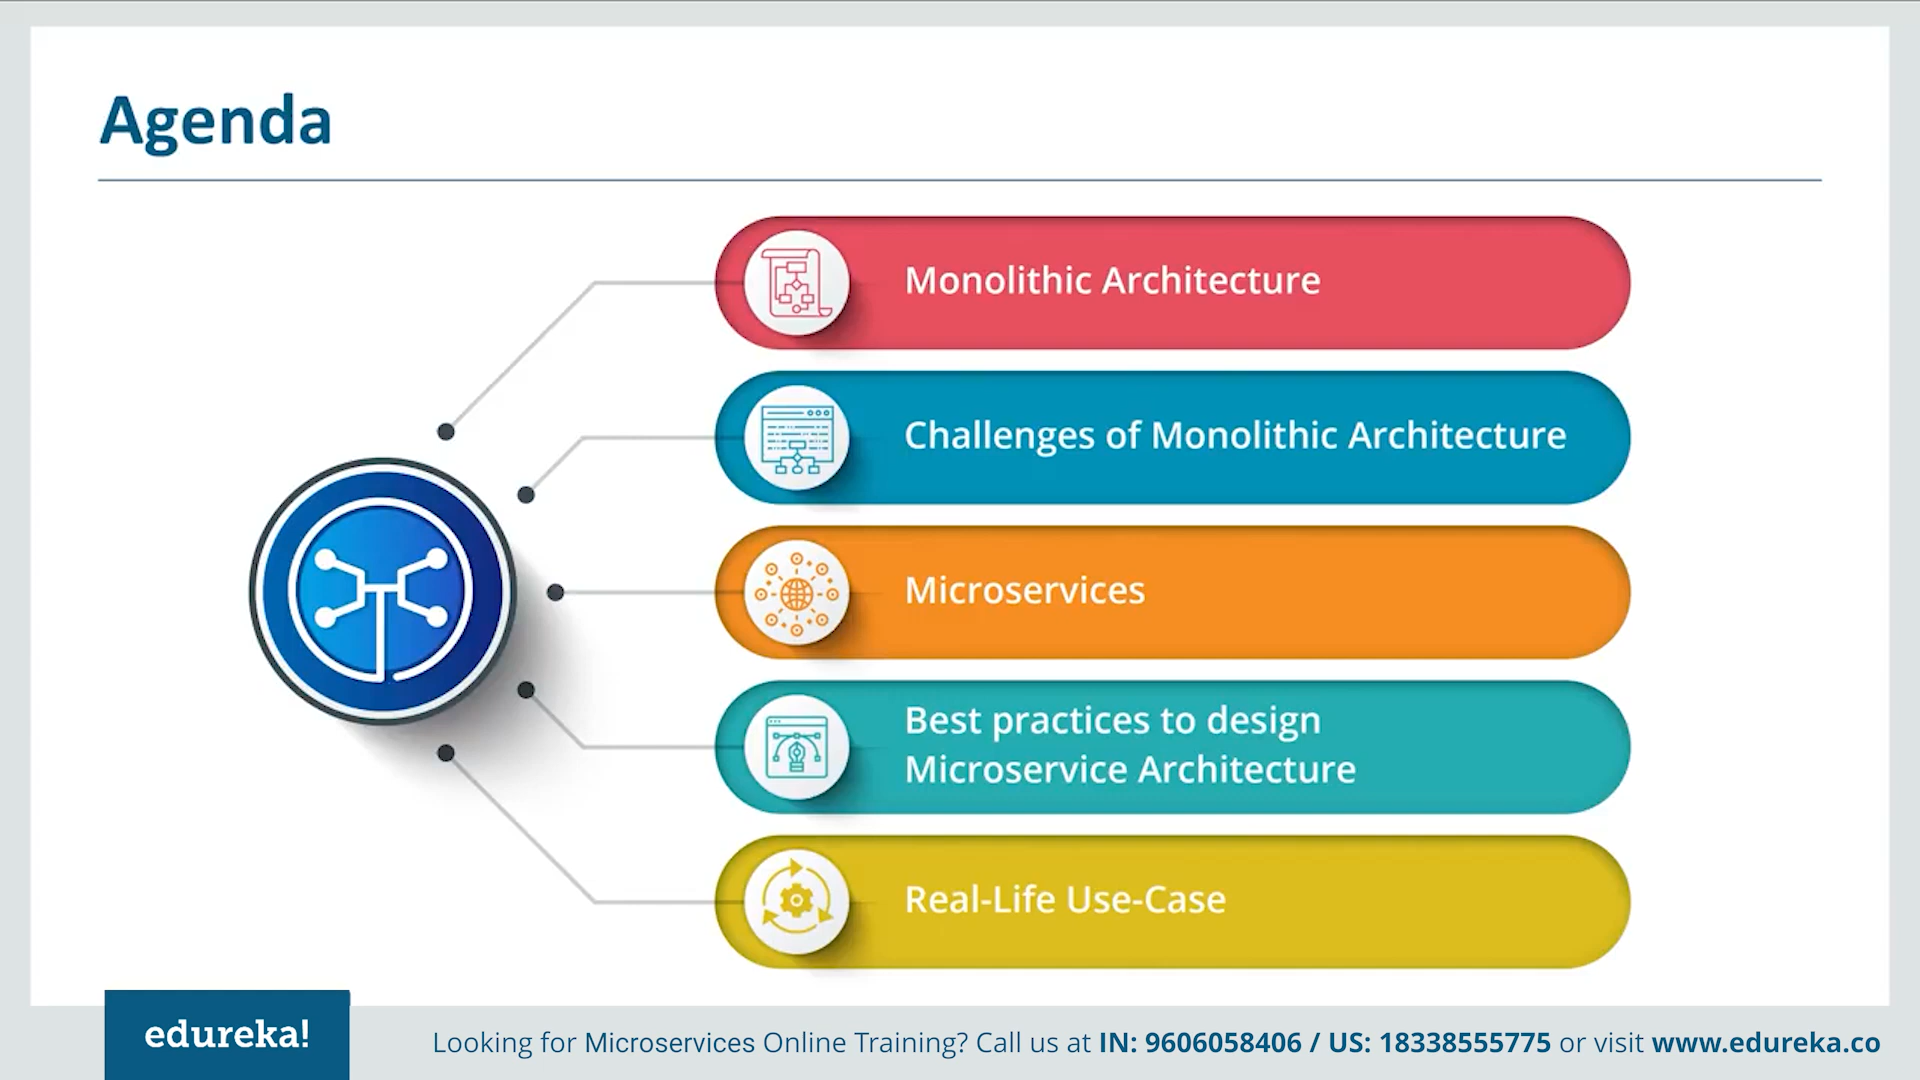 Agenda
Monolithic Architecture
Challenges of Monolithic Architecture
Microservices
Best practices to design
Microservice Architecture
Real-Life Use-Case
edureka!
Looking for Microservices Online Training? Call us at IN: 9606058406 / US: 18338555775 or visit www.edureka.co